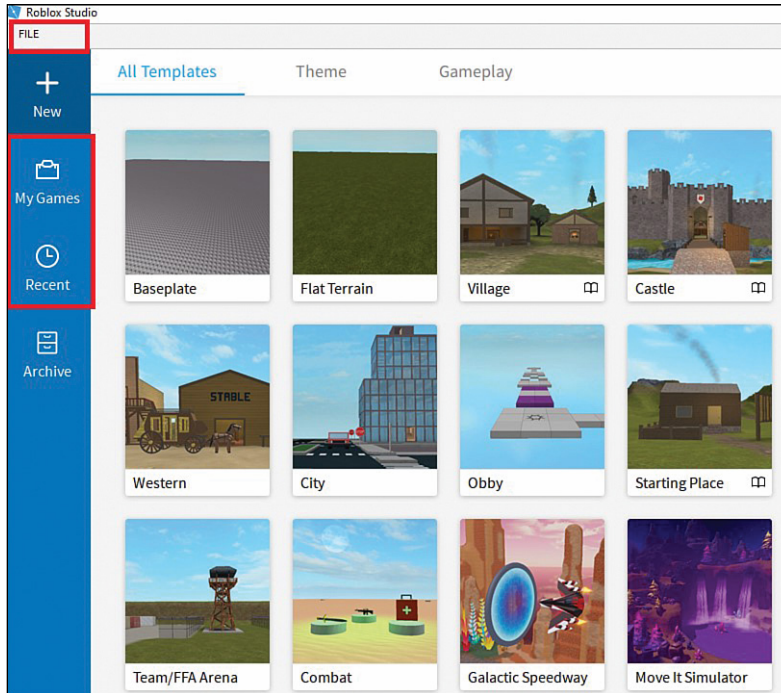 Roblox Studio
FILE
New
My Games
Recent
Archive
All Templates Theme Gameplay
Baseplate Flat Terrain Village Castle
STABLE
Western City Obby Starting Place
Team/FFA Arena Combat Galactic Speedway Move It Simulator